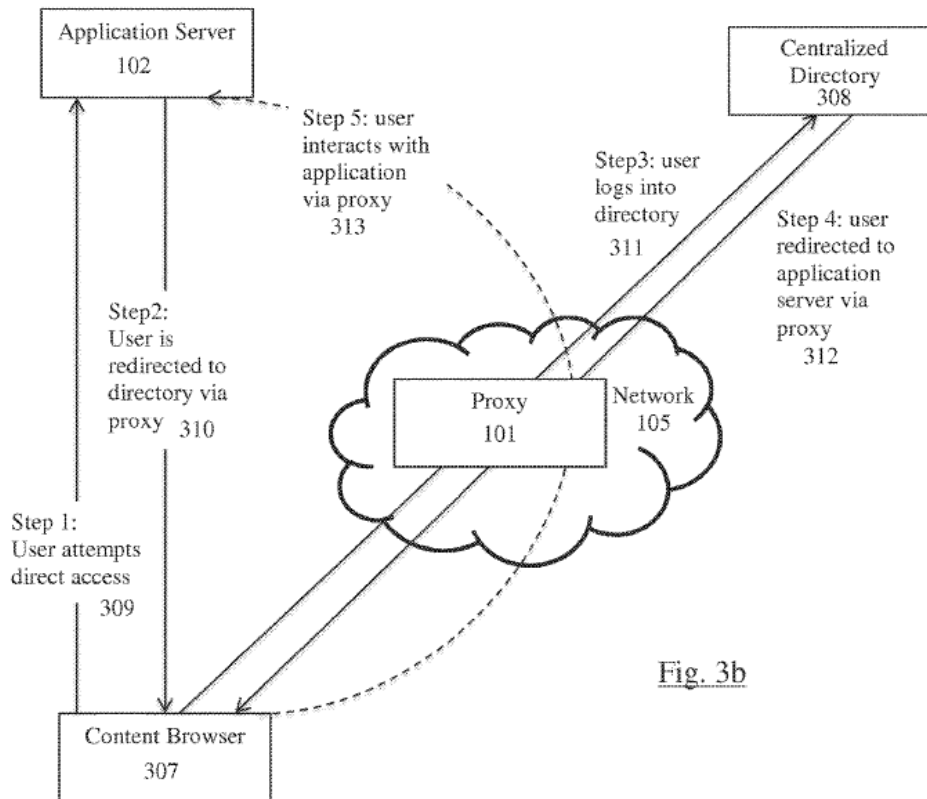 Application Server
102
Centralized
Directory
308
Step 5: user
interacts with
application
via proxy
313
Step3: user
logs into
directory
311
Step 4: user
redirected to
application
server via
proxy
312
Step2:
User is
redirected to
directory via
proxy 310
Proxy
101
Network
105
Step 1:
User attempts
direct access
309
Fig. 3b
Content Browser
307